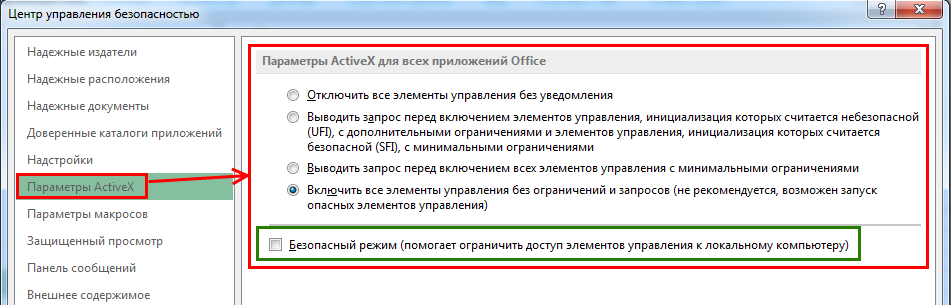 Центр управления безопасностью
?
Надежные издатели
Надежные расположения
Надежные документы
Доверенные каталоги приложений
Надстройки
Параметры ActiveX
Параметры макросов
Защищенный просмотр
Панель сообщений
Внешнее содержимое
Параметры ActiveX для всех приложений Office
Отключить все элементы управления без уведомления
Выводить запрос перед включением элементов управления, инициализация которых считается небезопасной
(UFI), с дополнительными ограничениями и элементов управления, инициализация которых считается
безопасной (SFI), с минимальными ограничениями
Выводить запрос перед включением всех элементов управления с минимальными ограничениями
Включить все элементы управления без ограничений и запросов (не рекомендуется, возможен запуск
опасных элементов управления)
Безопасный режим (помогает ограничить доступ элементов управления к локальному компьютеру)